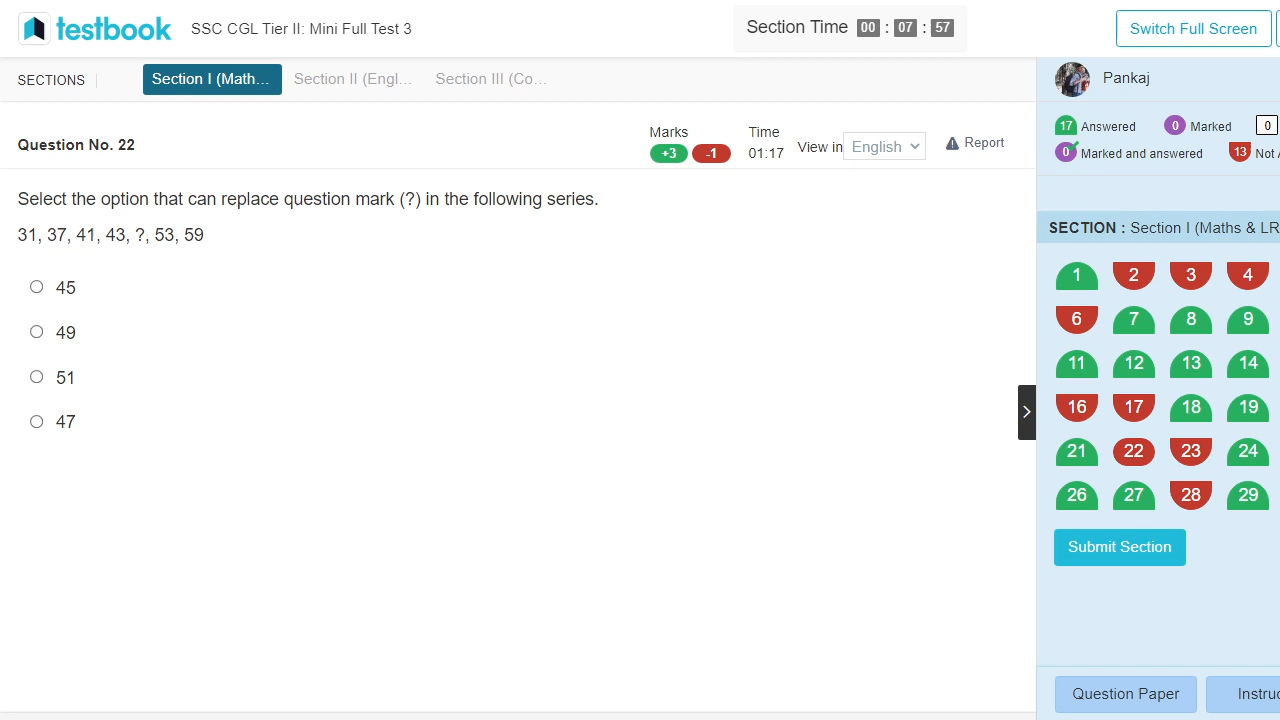 testbook
SSC CGL Tier II: Mini Full Test 3
Section Time 00 : 07 : 57
Switch Full Screen
SECTIONS
Section I (Math...
Section II (Engl...
Section III (Co...
Pankaj
17 Answered
0 Marked
0
0 Marked and answered
13 Not
Question No. 22
Marks
+3 -1
Time
01:17
View in English
Report
Select the option that can replace question mark (?) in the following series.
31, 37, 41, 43, ?, 53, 59
45
49
51
47
SECTION : Section I (Maths & LR
1 2 3 4
6 7 8 9
11 12 13 14
16 17 18 19
21 22 23 24
26 27 28 29
Submit Section
Question Paper
Instruc